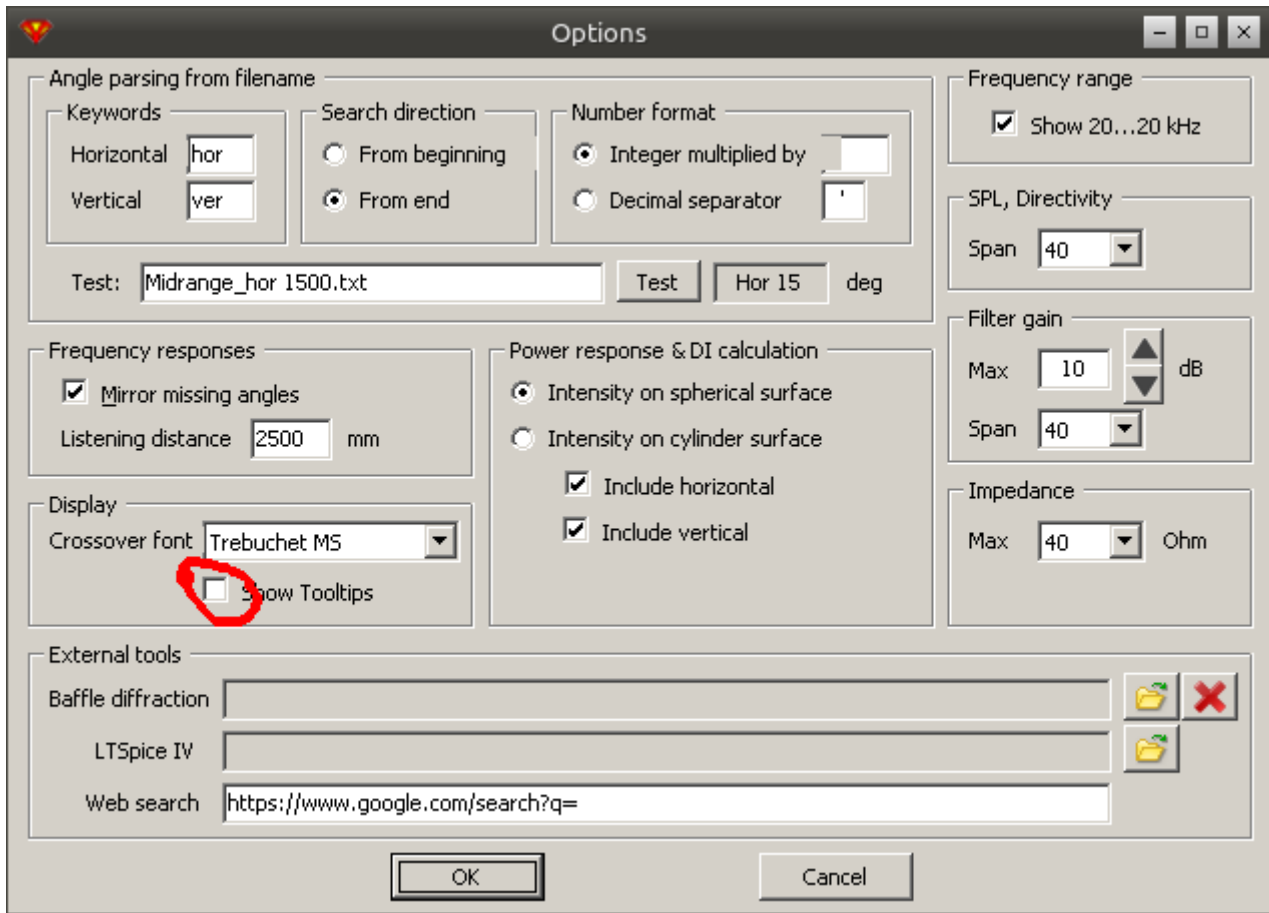 Options
Angle parsing from filename
Keywords
Horizontal hor
Vertical ver
Search direction
From beginning
From end
Number format
Integer multiplied by
Decimal separator '
Test: Midrange_hor 1500.txt Test Hor 15 deg
Frequency range
Show 20...20 kHz
SPL, Directivity
Span 40
Filter gain
Max 10 dB
Span 40
Impedance
Max 40 Ohm
Frequency responses
Mirror missing angles
Listening distance 2500 mm
Power response & DI calculation
Intensity on spherical surface
Intensity on cylinder surface
Include horizontal
Include vertical
Display
Crossover font Trebuchet MS
Show Tooltips
External tools
Baffle diffraction
LTSpice IV
Web search https://www.google.com/search?q=
OK Cancel